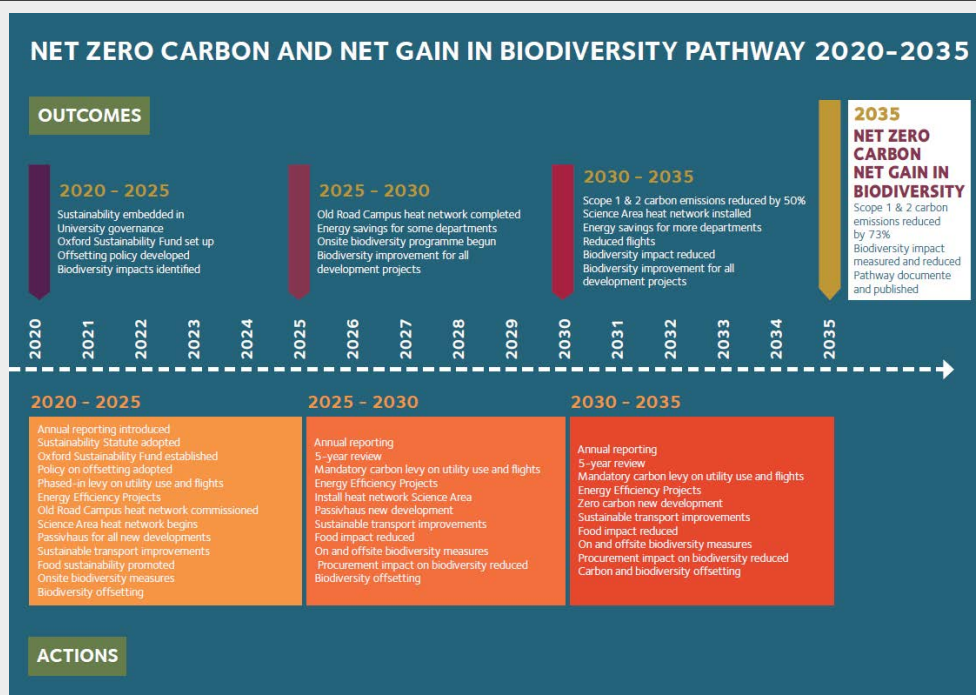 NET ZERO CARBON AND NET GAIN IN BIODIVERSITY PATHWAY 2020-2035
OUTCOMES
2020 - 2025
Sustainability embedded in
University governance
Oxford Sustainability Fund set up
Offsetting policy developed
Biodiversity impacts identified
2025 - 2030
Old Road Campus heat network completed
Energy savings for some departments
Onsite biodiversity programme begun
Biodiversity improvement for all
development projects
2030 - 2035
Scope 1 & 2 carbon emissions reduced by 50%
Science Area heat network installed
Energy savings for more departments
Reduced flights
Biodiversity impact reduced
Biodiversity improvement for all
development projects
2035
NET ZERO
CARBON
NET GAIN IN
BIODIVERSITY
Scope 1 & 2 carbon
emissions reduced
by 73%
Biodiversity impact
measured and reduced
Pathway documente
and published
2020
2021
2022
2023
2024
2025
2026
2027
2028
2029
2030
2031
2032
2033
2034
2035
2020 - 2025
Annual reporting introduced
Sustainability Statute adopted
Oxford Sustainability Fund established
Policy on offsetting adopted
Phased-in levy on utility use and flights
Energy Efficiency Projects
Old Road Campus heat network commissioned
Science Area heat network begins
Passivhaus for all new developments
Sustainable transport improvements
Food sustainability promoted
Onsite biodiversity measures
Biodiversity offsetting
2025 - 2030
Annual reporting
5-year review
Mandatory carbon levy on utility use and flights
Energy Efficiency Projects
Install heat network Science Area
Passivhaus new development
Sustainable transport improvements
Food impact reduced
On and offsite biodiversity measures
Procurement impact on biodiversity reduced
Biodiversity offsetting
2030 - 2035
Annual reporting
5-year review
Mandatory carbon levy on utility use and flights
Energy Efficiency Projects
Zero carbon new development
Sustainable transport improvements
Food impact reduced
On and offsite biodiversity measures
Procurement impact on biodiversity reduced
Carbon and biodiversity offsetting
ACTIONS